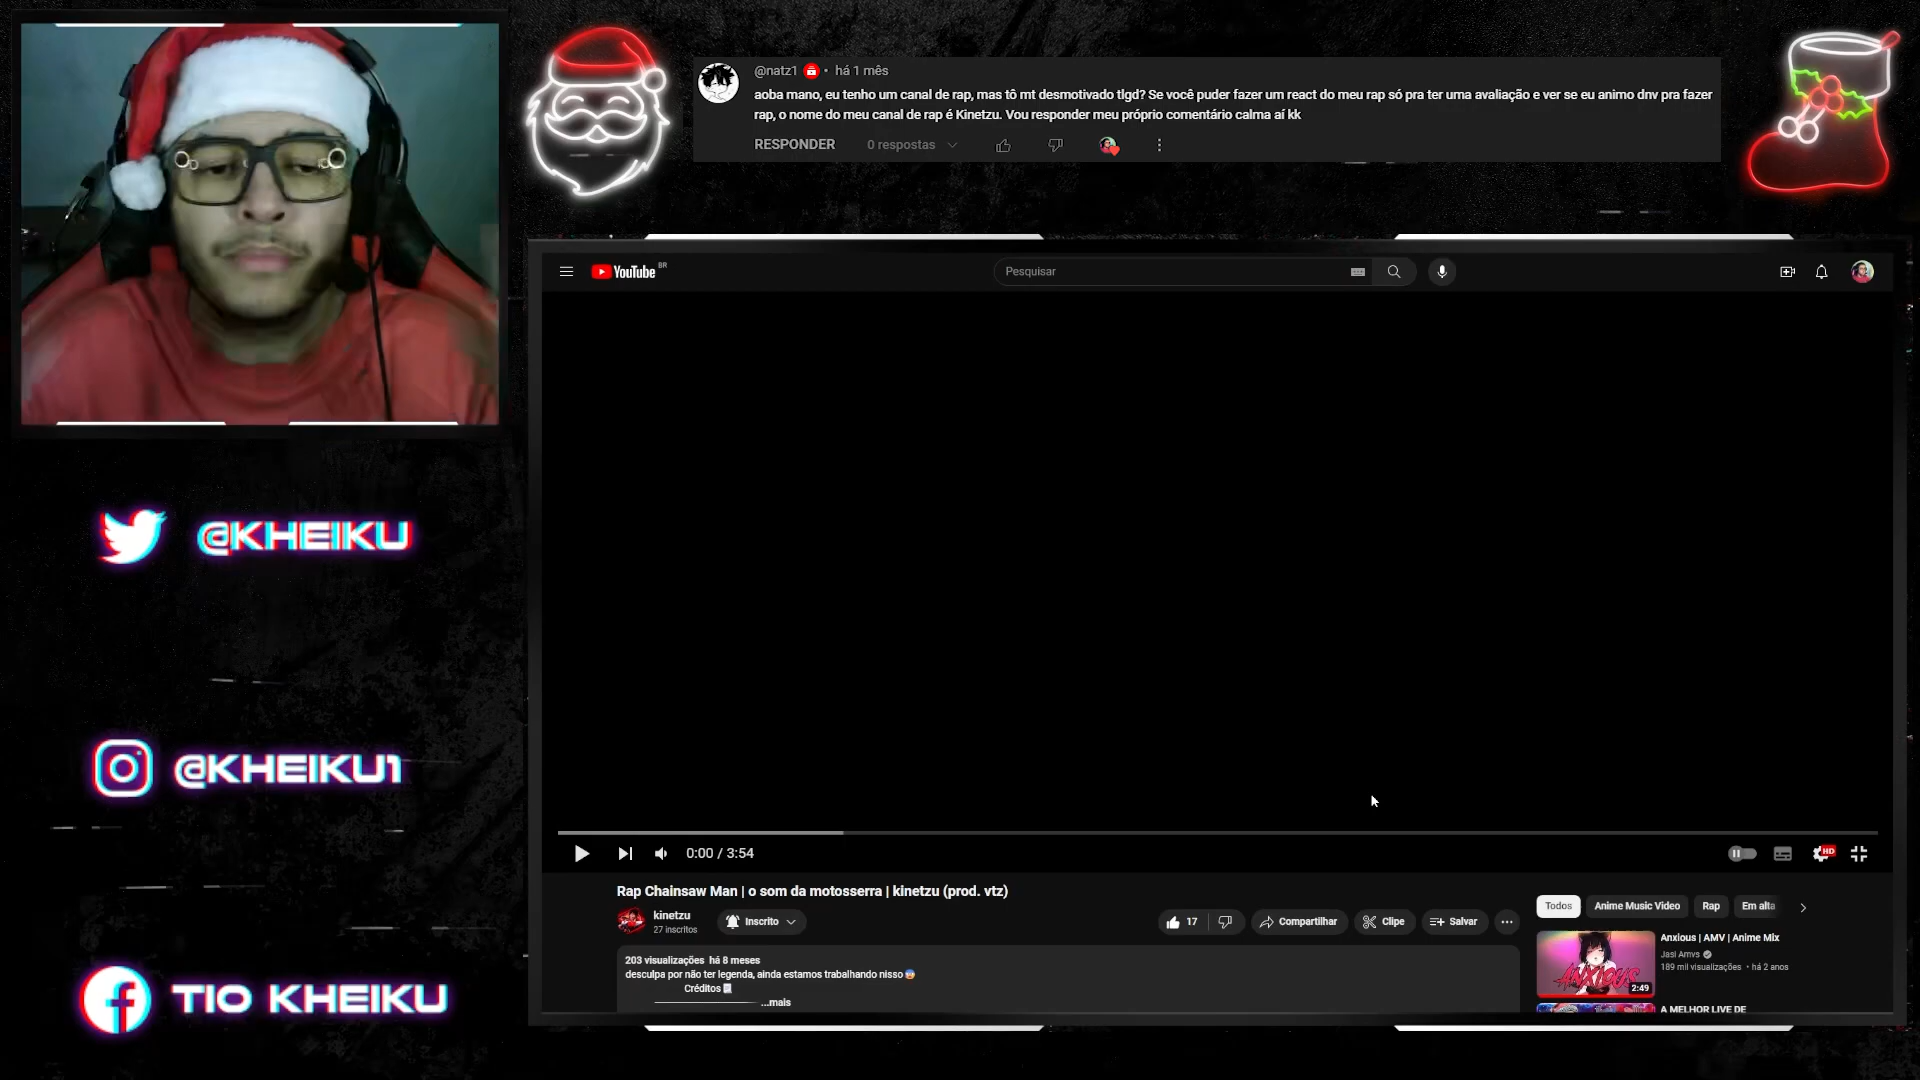 @natz1 • há 1 mês
aoba mano, eu tenho um canal de rap, mas tô mt desmotivado tlgd? Se você puder fazer um react do meu rap só pra ter uma avaliação e ver se eu animo dnv pra fazer
rap, o nome do meu canal de rap é Kinetzu. Vou responder meu próprio comentário calma aí kk
RESPONDER 0 respostas
YouTube BR
Pesquisar
@KHEIKU
@KHEIKU1
TIO KHEIKU
0:00 / 3:54
HD
Rap Chainsaw Man | o som da motosserra | kinetzu (prod. vtz)
kinetzu
27 inscritos
Inscrito
17
Compartilhar
Clipe
Salvar
203 visualizações há 8 meses
desculpa por não ter legenda, ainda estamos trabalhando nisso😱
Créditos
...mais
Todos
Anime Music Video
Rap
Em alta
ANXIOUS
2:49
Anxious | AMV | Anime Mix
Jasi Amvs
189 mil visualizações • há 2 anos
A MELHOR LIVE DE